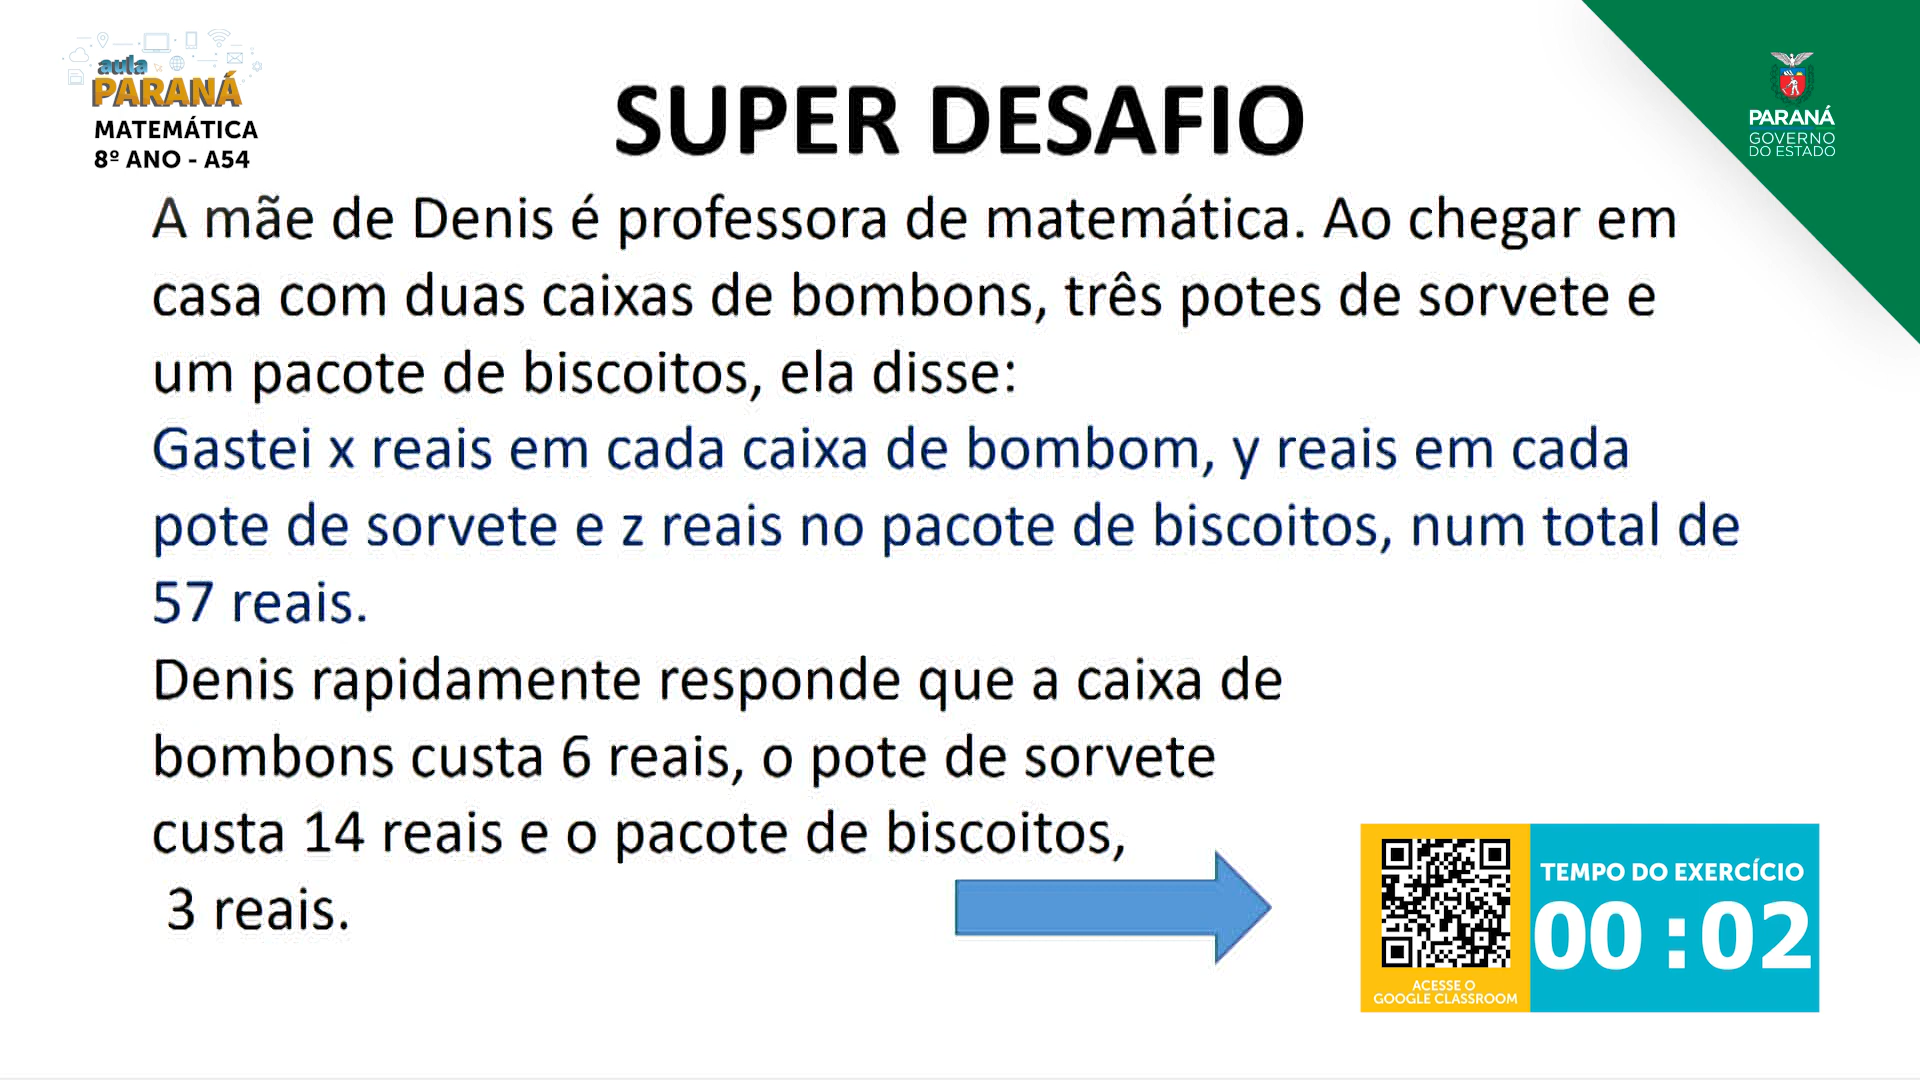 aula
PARANÁ
MATEMÁTICA
8º ANO - A54
SUPER DESAFIO
PARANÁ
GOVERNO
DO ESTADO
A mãe de Denis é professora de matemática. Ao chegar em
casa com duas caixas de bombons, três potes de sorvete e
um pacote de biscoitos, ela disse:
Gastei x reais em cada caixa de bombom, y reais em cada
pote de sorvete e z reais no pacote de biscoitos, num total de
57 reais.
Denis rapidamente responde que a caixa de
bombons custa 6 reais, o pote de sorvete
custa 14 reais e o pacote de biscoitos,
3 reais.
ACESSE O
GOOGLE CLASSROOM
TEMPO DO EXERCÍCIO
00 :02